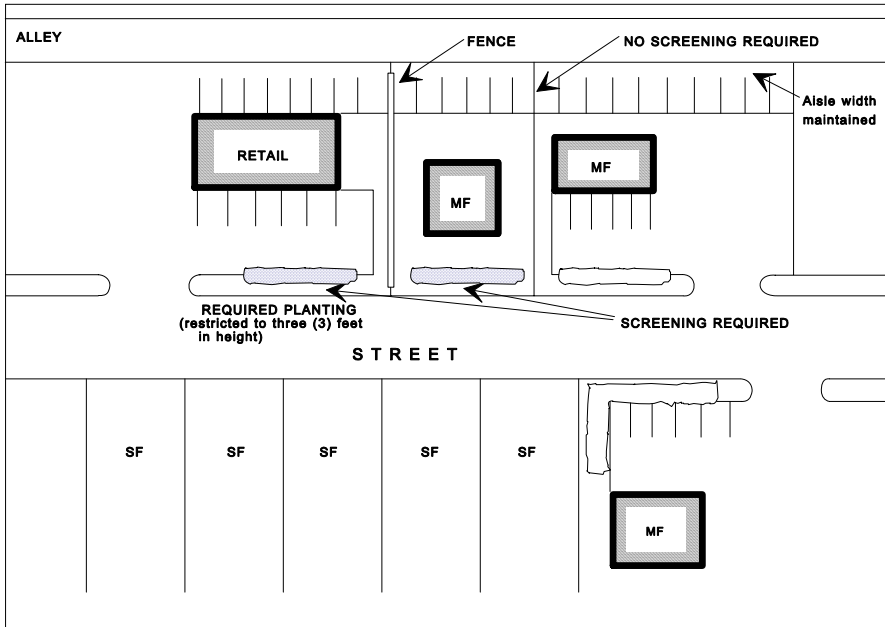 ALLEY
FENCE
NO SCREENING REQUIRED
Aisle width
maintained
RETAIL
MF
MF
REQUIRED PLANTING
(restricted to three (3) feet
in height)
SCREENING REQUIRED
STREET
SF
SF
SF
SF
SF
MF